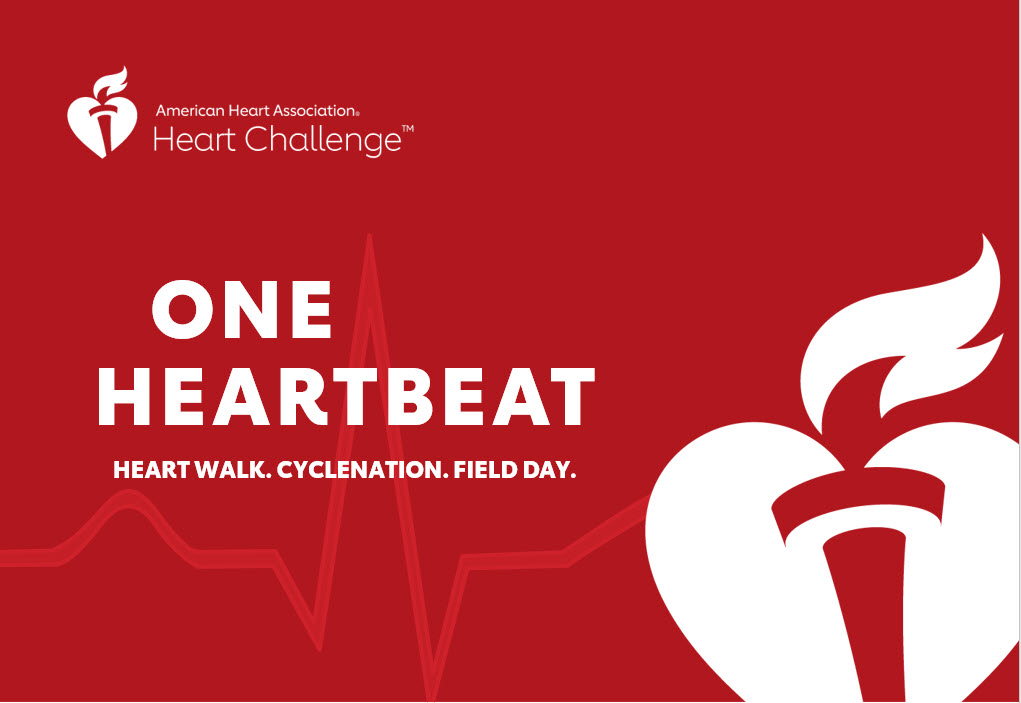 American Heart Association®
Heart Challenge™
ONE
HEARTBEAT
HEART WALK. CYCLENATION. FIELD DAY.